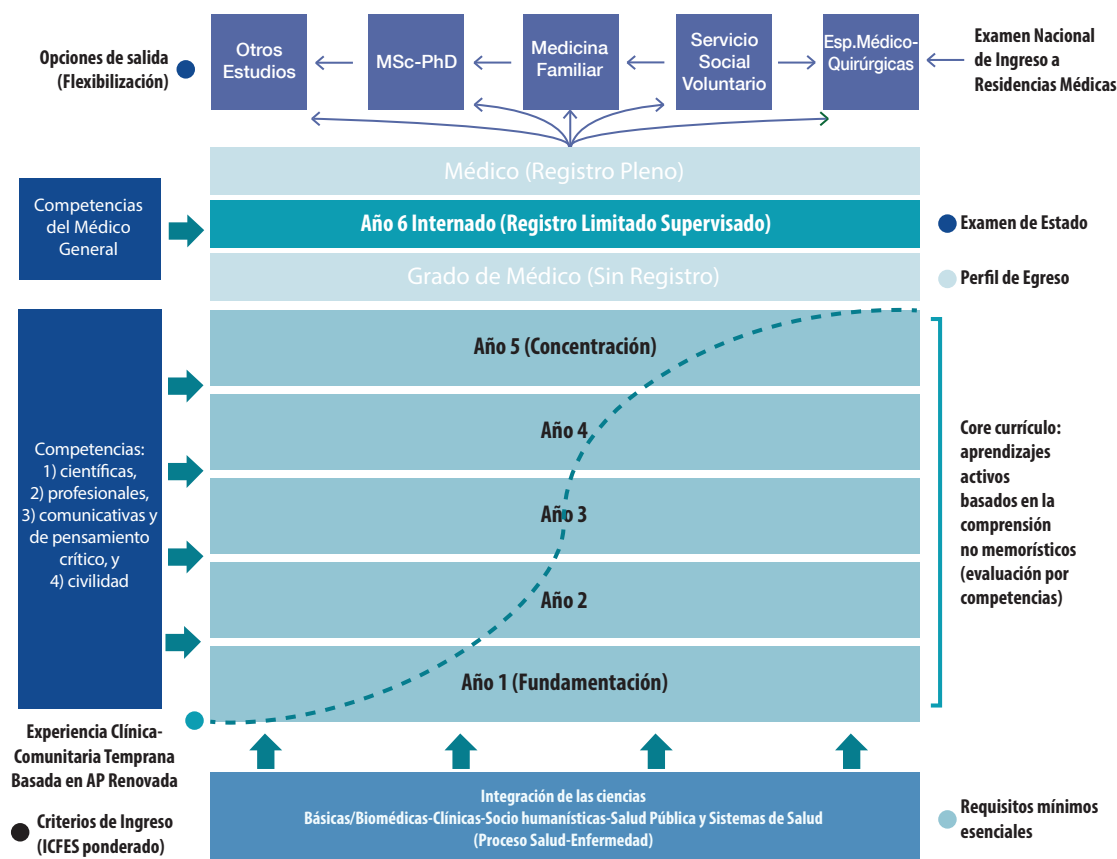 Opciones de salida
(Flexibilización)
Otros
Estudios
MSc-PhD
Medicina
Familiar
Servicio
Social
Voluntario
Esp.Médico-
Quirúrgicas
Examen Nacional
de Ingreso a
Residencias Médicas
Médico (Registro Pleno)
Competencias
del Médico
General
Año 6 Internado (Registro Limitado Supervisado)
Examen de Estado
Grado de Médico (Sin Registro)
Perfil de Egreso
Año 5 (Concentración)
Año 4
Año 3
Año 2
Año 1 (Fundamentación)
Competencias:
1) científicas,
2) profesionales,
3) comunicativas y
de pensamiento
crítico, y
4) civilidad
Core currículo:
aprendizajes
activos
basados en la
comprensión
no memorísticos
(evaluación por
competencias)
Experiencia Clínica-
Comunitaria Temprana
Basada en AP Renovada
Criterios de Ingreso
(ICFES ponderado)
Integración de las ciencias
Básicas/Biomédicas-Clínicas-Socio humanísticas-Salud Pública y Sistemas de Salud
(Proceso Salud-Enfermedad)
Requisitos mínimos
esenciales